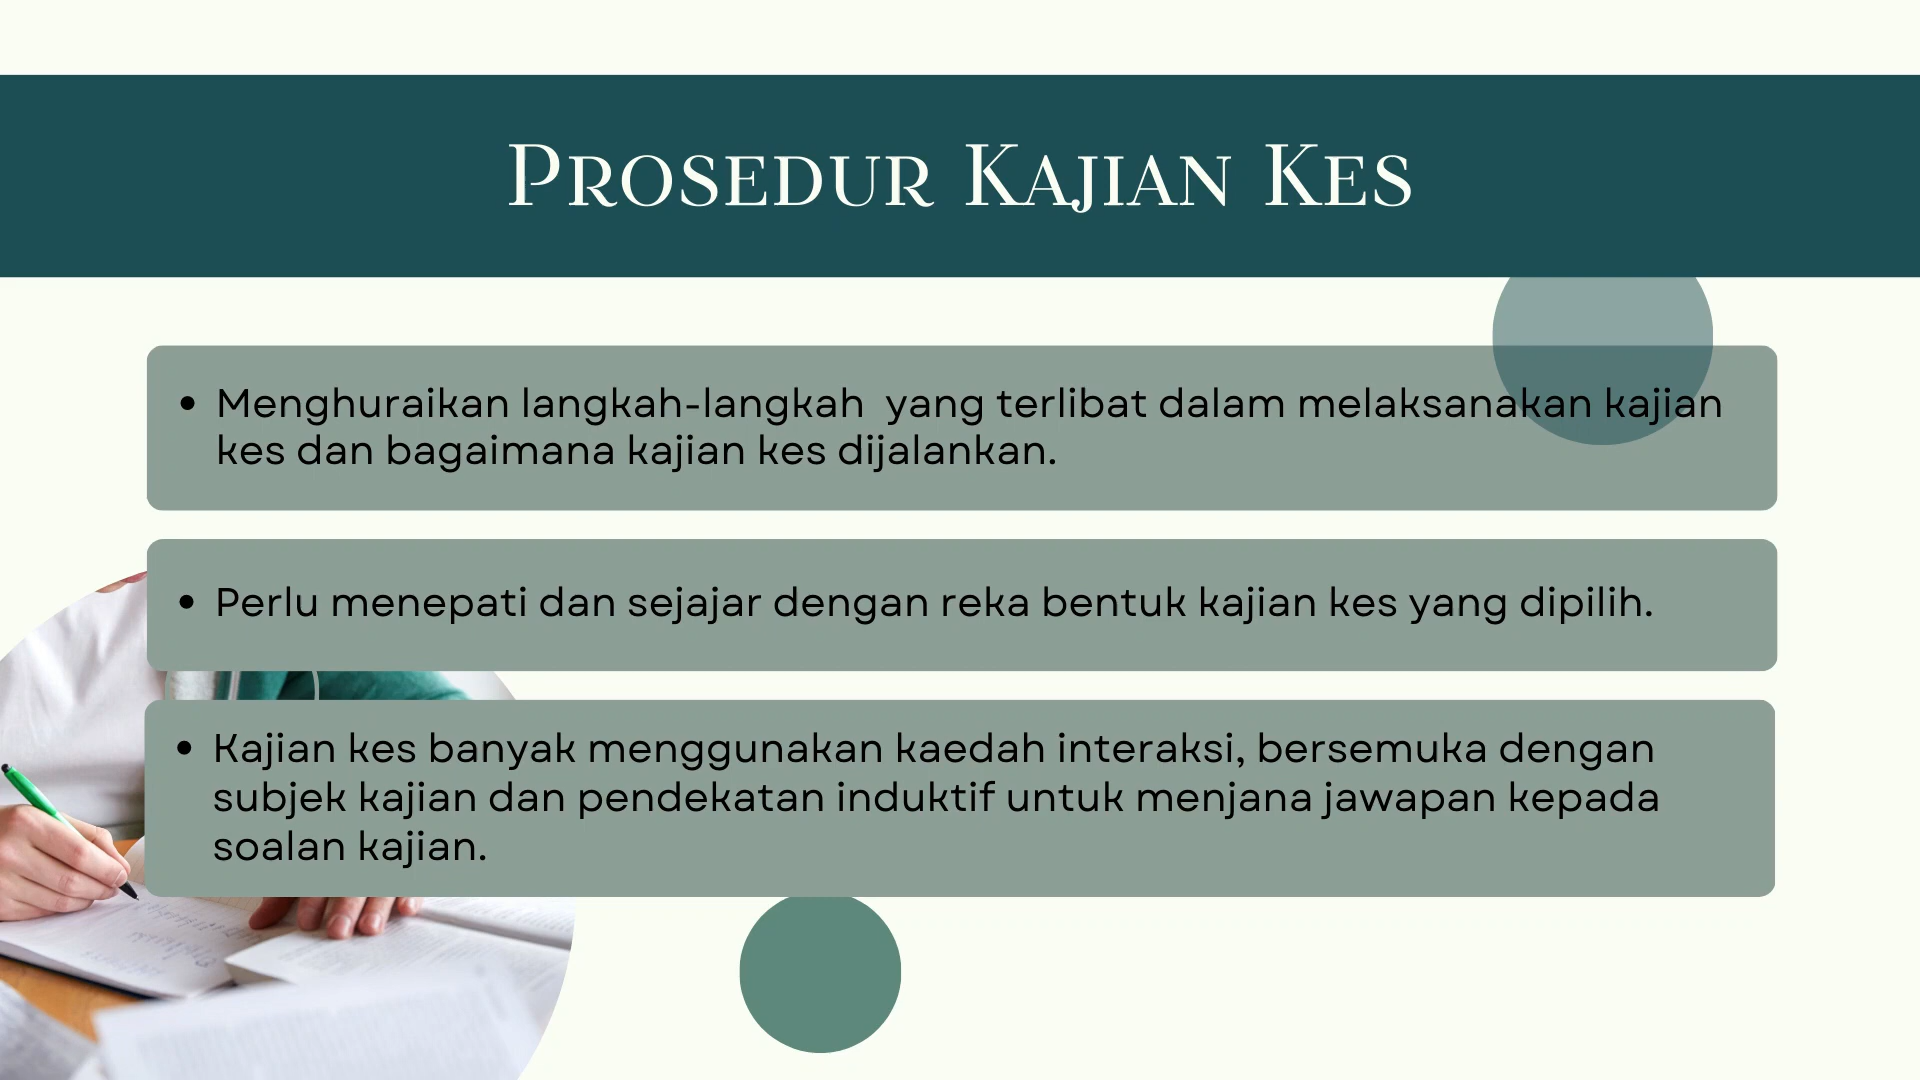 Prosedur Kajian Kes
• Menghuraikan langkah-langkah yang terlibat dalam melaksanakan kajian
kes dan bagaimana kajian kes dijalankan.
• Perlu menepati dan sejajar dengan reka bentuk kajian kes yang dipilih.
• Kajian kes banyak menggunakan kaedah interaksi, bersemuka dengan
subjek kajian dan pendekatan induktif untuk menjana jawapan kepada
soalan kajian.